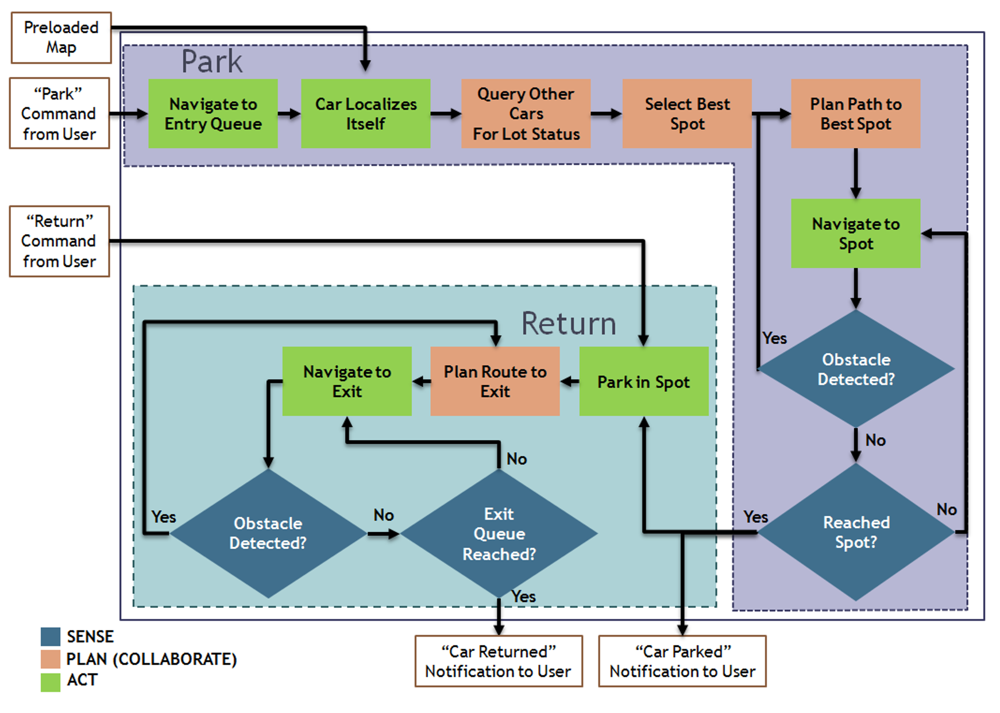 Preloaded
Map
Park
“Park”
Command
from User
Navigate to
Entry Queue
Car Localizes
Itself
Query Other
Cars
For Lot Status
Select Best
Spot
Plan Path to
Best Spot
“Return”
Command
from User
Navigate to
Spot
Return
Yes
Obstacle
Detected?
Navigate to
Exit
Plan Route to
Exit
Park in Spot
No
No
Yes
Obstacle
Detected?
No
Exit
Queue
Reached?
Yes
Reached
Spot?
No
Yes
SENSE
PLAN (COLLABORATE)
ACT
“Car Returned”
Notification to User
“Car Parked”
Notification to User